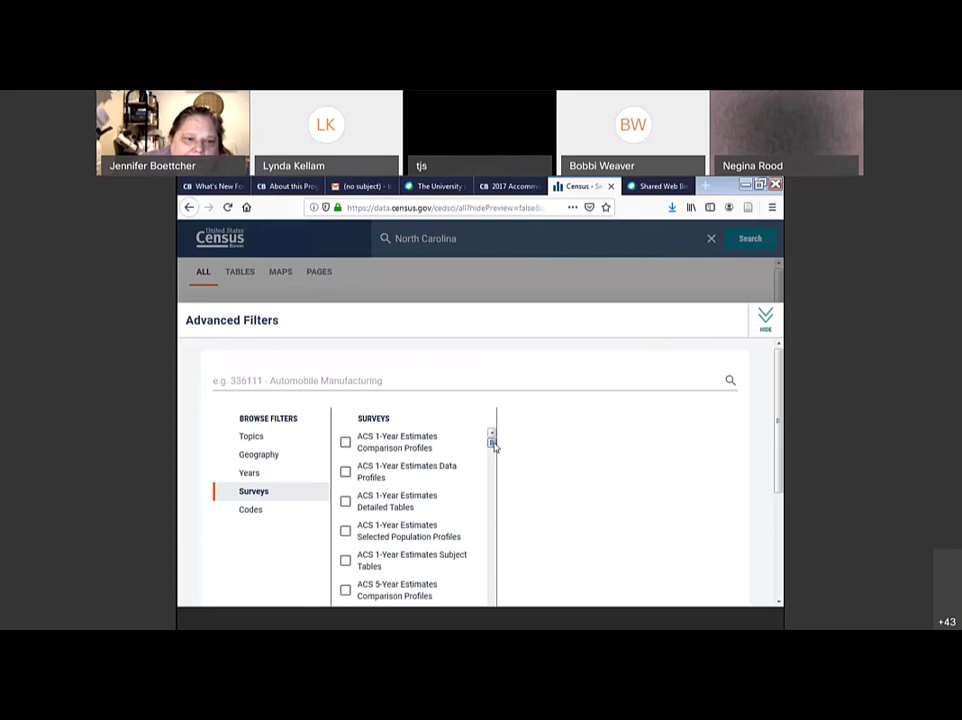 LK
BW
Jennifer Boettcher
Lynda Kellam
tjs
Bobbi Weaver
Negina Rood
CB What's New Fo
CB About this Pro
(no subject) -
The University
CB 2017 Accomm
Census - Se
Shared Web Br
https://data.census.gov/cedsci/all?hidePreview=false&
United States
Census
Bureau
North Carolina
Search
ALL
TABLES
MAPS
PAGES
Advanced Filters
HIDE
e.g. 336111 - Automobile Manufacturing
BROWSE FILTERS
Topics
Geography
Years
Surveys
Codes
SURVEYS
ACS 1-Year Estimates
Comparison Profiles
ACS 1-Year Estimates Data
Profiles
ACS 1-Year Estimates
Detailed Tables
ACS 1-Year Estimates
Selected Population Profiles
ACS 1-Year Estimates Subject
Tables
ACS 5-Year Estimates
Comparison Profiles
+43